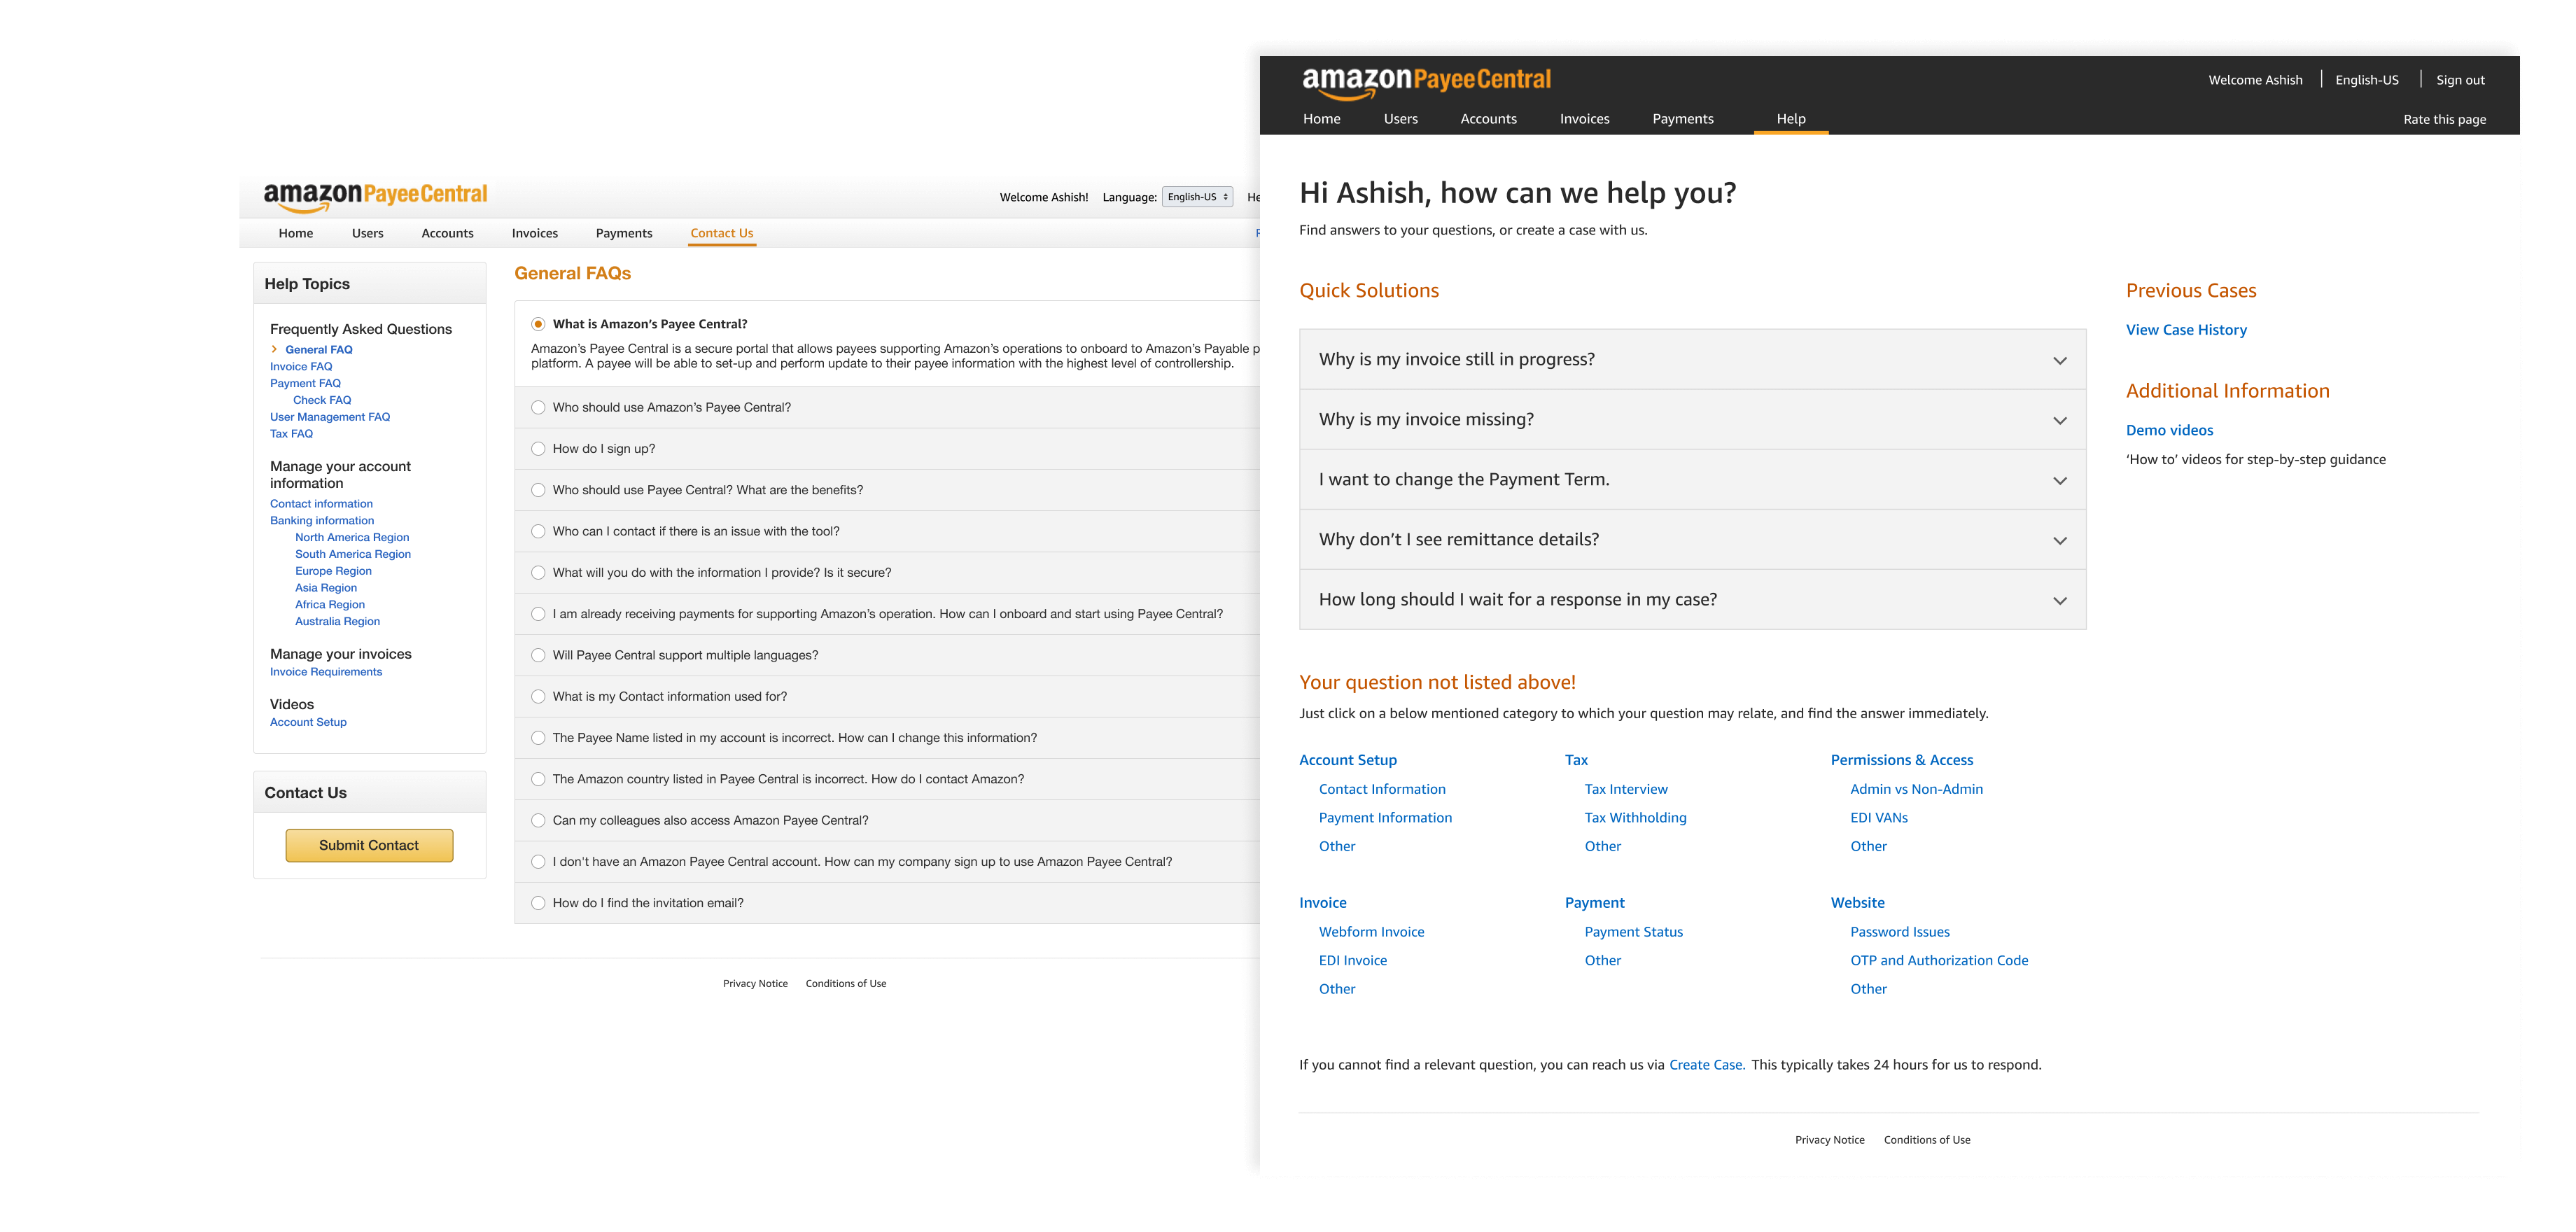 amazonPayeeCentral
Welcome Ashish! Language: English-US
Home Users Accounts Invoices Payments Contact Us
Help Topics
Frequently Asked Questions
General FAQ
Invoice FAQ
Payment FAQ
Check FAQ
User Management FAQ
Tax FAQ
Manage your account
information
Contact information
Banking information
North America Region
South America Region
Europe Region
Asia Region
Africa Region
Australia Region
Manage your invoices
Invoice Requirements
Videos
Account Setup
Contact Us
Submit Contact
General FAQs
What is Amazon's Payee Central?
Amazon's Payee Central is a secure portal that allows payees supporting Amazon's operations to onboard to Amazon's Payable p
platform. A payee will be able to set-up and perform update to their payee information with the highest level of controllership.
Who should use Amazon's Payee Central?
How do I sign up?
Who should use Payee Central? What are the benefits?
Who can I contact if there is an issue with the tool?
What will you do with the information I provide? Is it secure?
I am already receiving payments for supporting Amazon's operation. How can I onboard and start using Payee Central?
Will Payee Central support multiple languages?
What is my Contact information used for?
The Payee Name listed in my account is incorrect. How can I change this information?
The Amazon country listed in Payee Central is incorrect. How do I contact Amazon?
Can my colleagues also access Amazon Payee Central?
I don't have an Amazon Payee Central account. How can my company sign up to use Amazon Payee Central?
How do I find the invitation email?
Privacy Notice Conditions of Use
amazonPayeeCentral
Welcome Ashish English-US Sign out
Home Users Accounts Invoices Payments Help
Rate this page
Hi Ashish, how can we help you?
Find answers to your questions, or create a case with us.
Quick Solutions
Why is my invoice still in progress?
Why is my invoice missing?
I want to change the Payment Term.
Why don't I see remittance details?
How long should I wait for a response in my case?
Previous Cases
View Case History
Additional Information
Demo videos
'How to' videos for step-by-step guidance
Your question not listed above!
Just click on a below mentioned category to which your question may relate, and find the answer immediately.
Account Setup
Contact Information
Payment Information
Other
Tax
Tax Interview
Tax Withholding
Other
Permissions & Access
Admin vs Non-Admin
EDI VANs
Other
Invoice
Webform Invoice
EDI Invoice
Other
Payment
Payment Status
Other
Website
Password Issues
OTP and Authorization Code
Other
If you cannot find a relevant question, you can reach us via Create Case. This typically takes 24 hours for us to respond.
Privacy Notice Conditions of Use